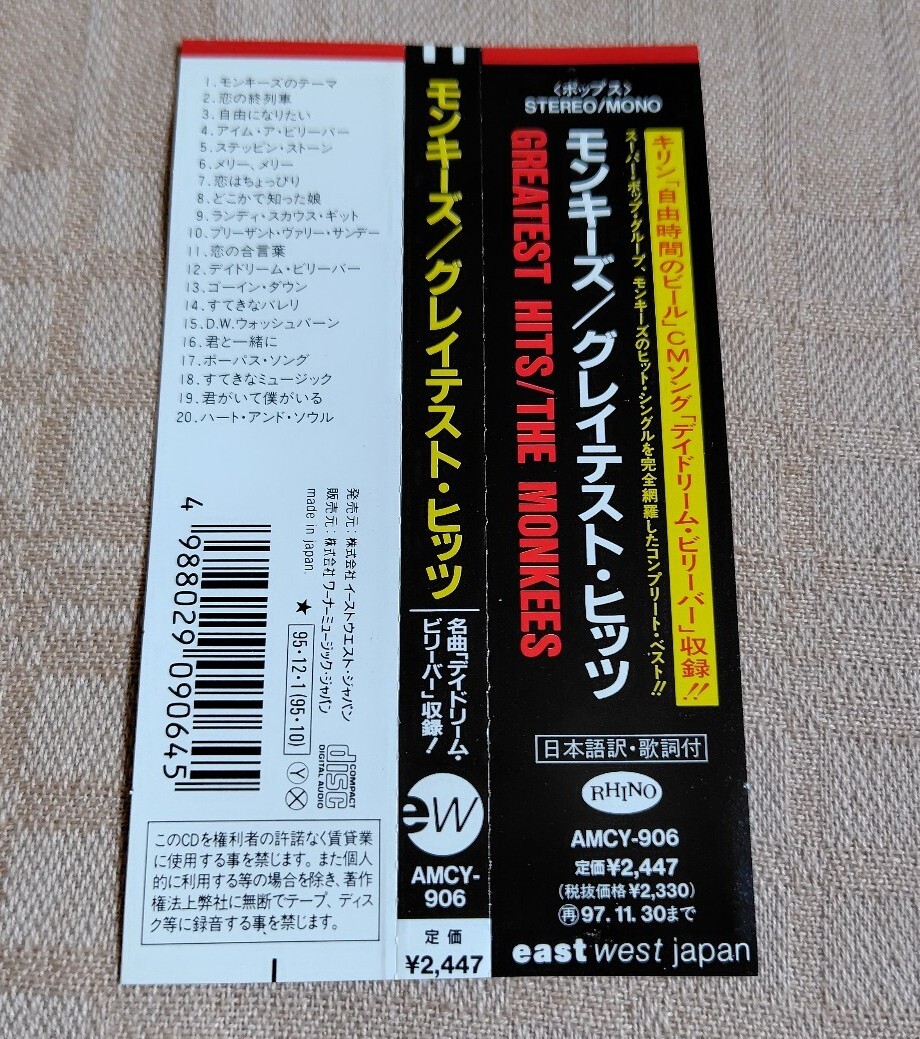 1.モンキーズのテーマ
2.恋の終列車
3.自由になりたい
4.アイム・ア・ビリーバー
5.ステッピン・ストーン
6.メリー、メリー
7.恋はちょっぴり
8.どこかで知った娘
9.ランディ・スカウス・ギット
10.プリーザント・ヴァリー・サンデー
11.恋の合言葉
12.デイドリーム・ビリーバー
13.ゴーイン・ダウン
14.すてきなバレリ
15.D.W.ウォッシュバーン
16.君と一緒に
17.ポーパス・ソング
18.すてきなミュージック
19.君がいて僕がいる
20.ハート・アンド・ソウル
発売元：株式会社 イーストウエスト・ジャパン
販売元：株式会社 ワーナーミュージック・ジャパン
made in japan.
★ 95・12・1(95・10)
Y
COMPACT
disc
DIGITAL AUDIO
4 988029 090645
このCDを権利者の許諾なく賃貸業
に使用する事を禁じます。また個人
的に利用する等の場合を除き、著作
権法上弊社に無断でテープ、ディス
ク等に録音する事を禁じます。
モンキーズ/グレイテスト・ヒッツ
名曲「デイドリーム・
ビリーバー」収録!
eW
AMCY-
906
定価
¥2,447
〈ポップス〉
STEREO/MONO
キリン「自由時間のビール」CMソング「デイドリーム・ビリーバー」収録!!
スーパー・ポップ・グループ、モンキーズのヒット・シングルを完全網羅したコンプリート・ベスト!!
モンキーズ/グレイテスト・ヒッツ
GREATEST HITS/THE MONKEES
日本語訳・歌詞付
RHINO
AMCY-906
定価¥2,447
(税抜価格¥2,330)
再97.11.30まで
east west japan